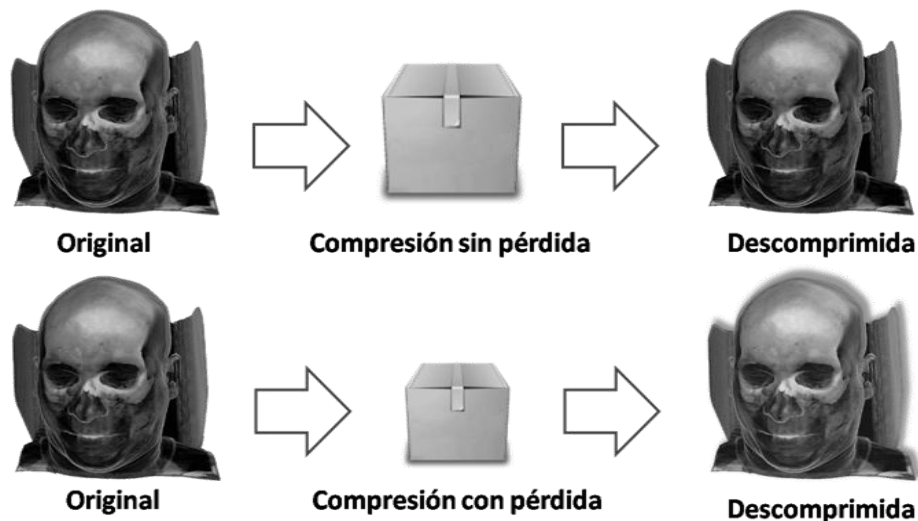 Original
Compresión sin pérdida
Descomprimida
Original
Compresión con pérdida
Descomprimida